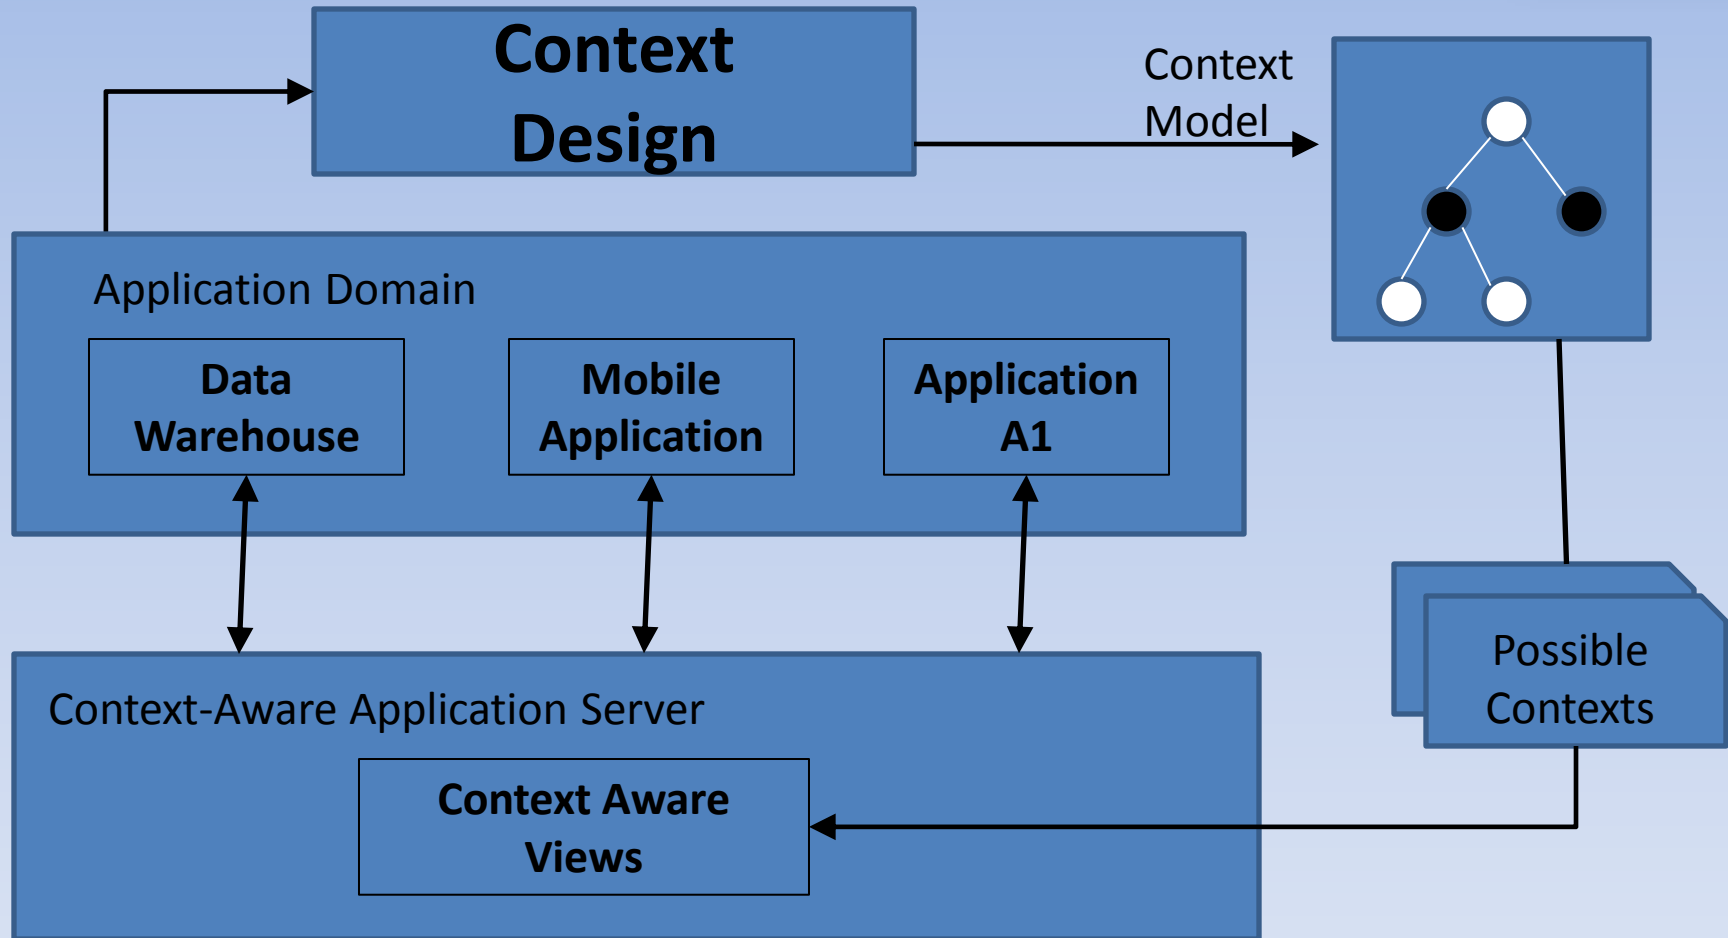 Context
Design
Context
Model
Application Domain
Data
Warehouse
Mobile
Application
Application
A1
Context-Aware Application Server
Context Aware
Views
Possible
Contexts